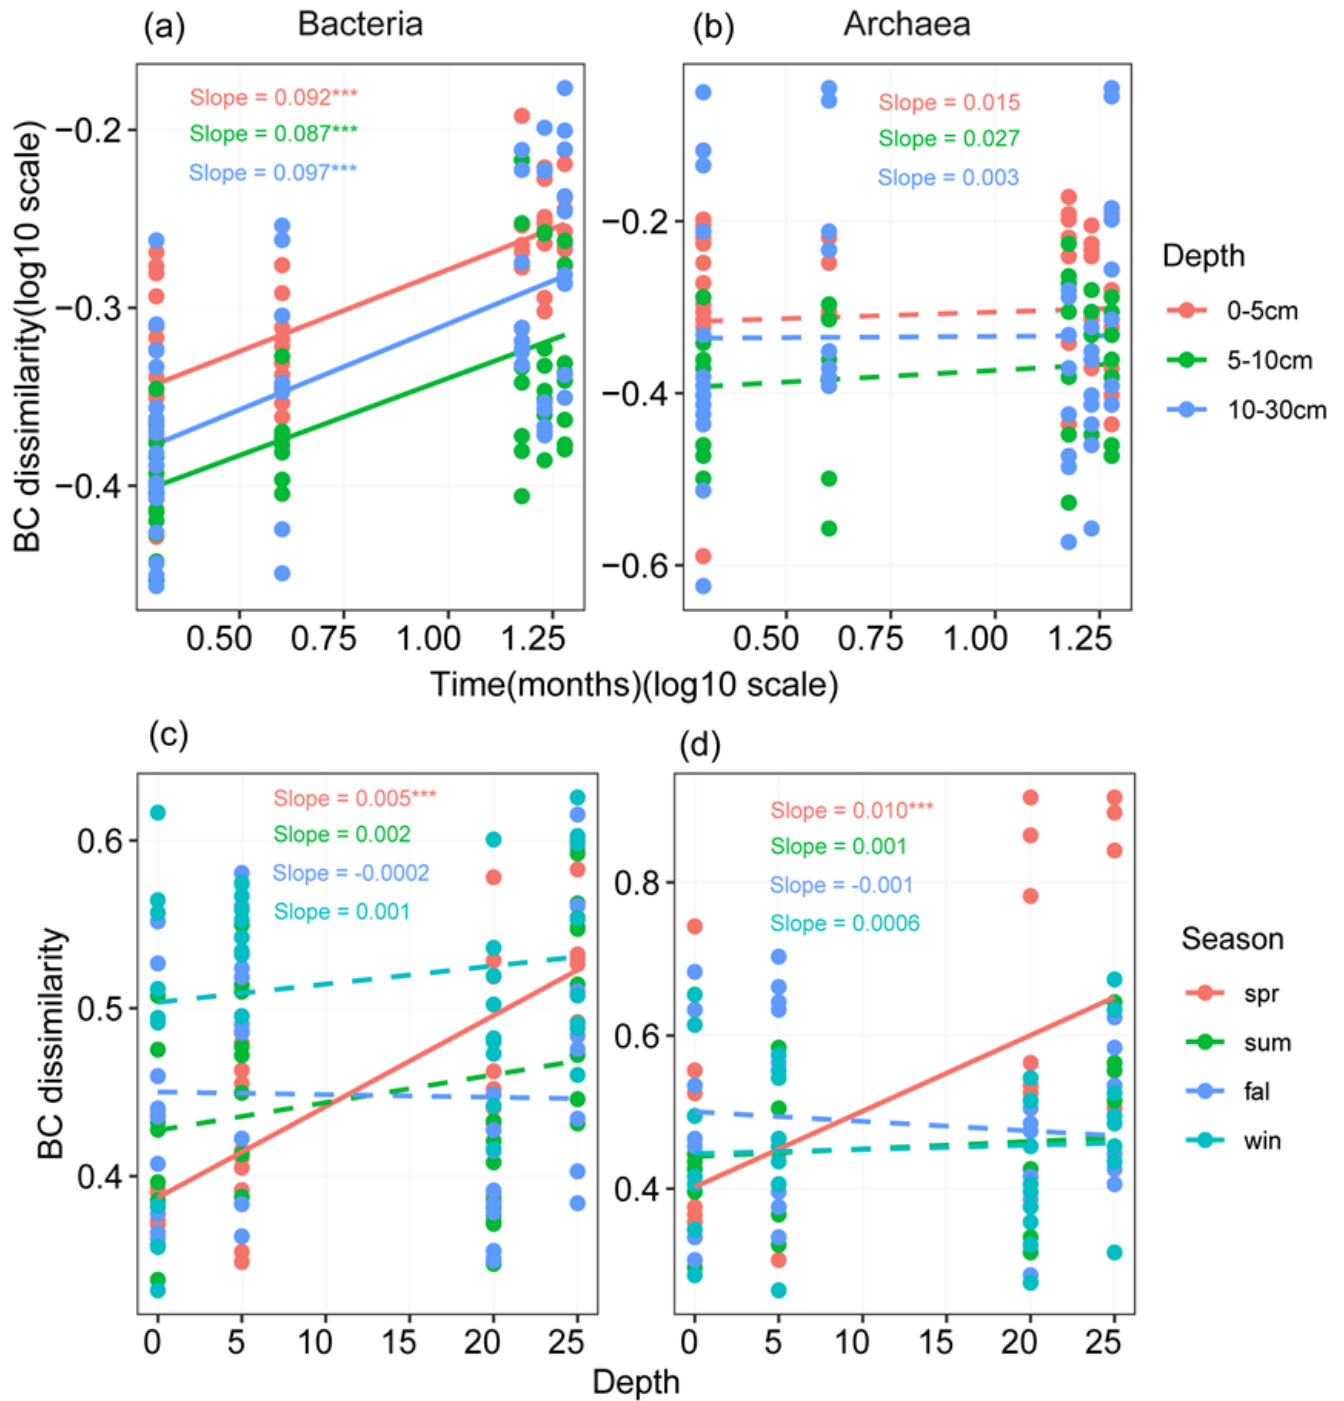 (a) Bacteria
(b) Archaea
BC disssimilarity(log10 scale)
Slope = 0.092***
Slope = 0.087***
Slope = 0.097***
−0.2
−0.3
−0.4
0.50 0.75 1.00 1.25
Slope = 0.015
Slope = 0.027
Slope = 0.003
−0.2
−0.4
−0.6
0.50 0.75 1.00 1.25
Time(months)(log10 scale)
Depth
0-5cm
5-10cm
10-30cm
(c)
BC dissimilarity
Slope = 0.005***
Slope = 0.002
Slope = -0.0002
Slope = 0.001
0.6
0.5
0.4
0 5 10 15 20 25
(d)
Slope = 0.010***
Slope = 0.001
Slope = -0.001
Slope = 0.0006
0.8
0.6
0.4
0 5 10 15 20 25
Depth
Season
spr
sum
fal
win